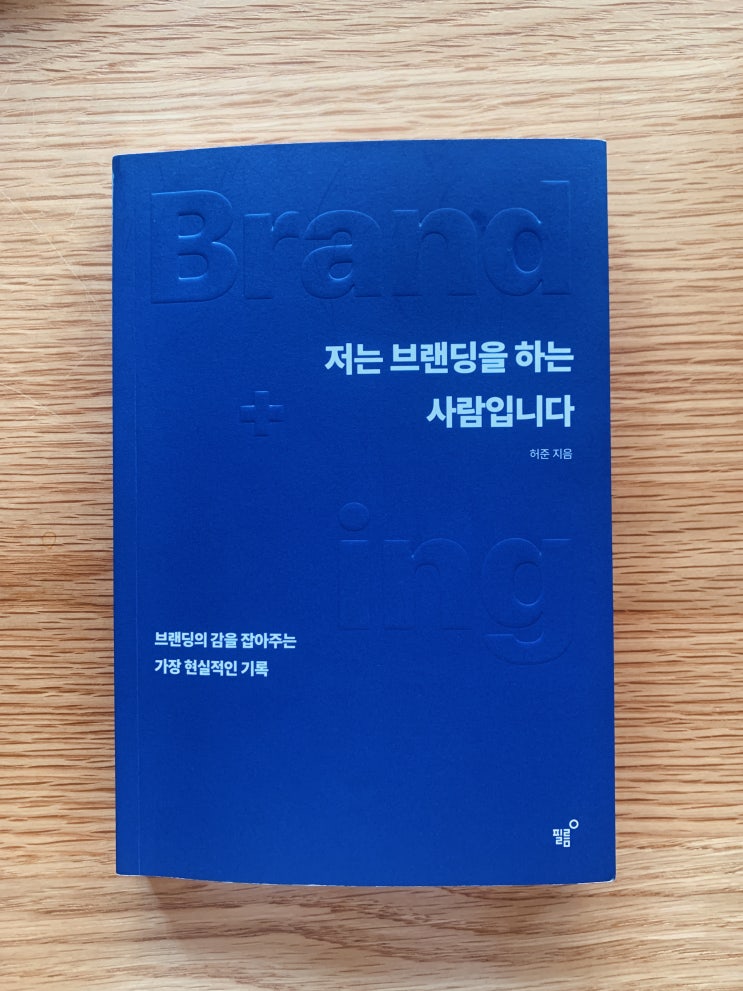 Brand
저는 브랜딩을 하는
+
사람입니다
허준 지음
ing
브랜딩의 감을 잡아주는
가장 현실적인 기록
필름